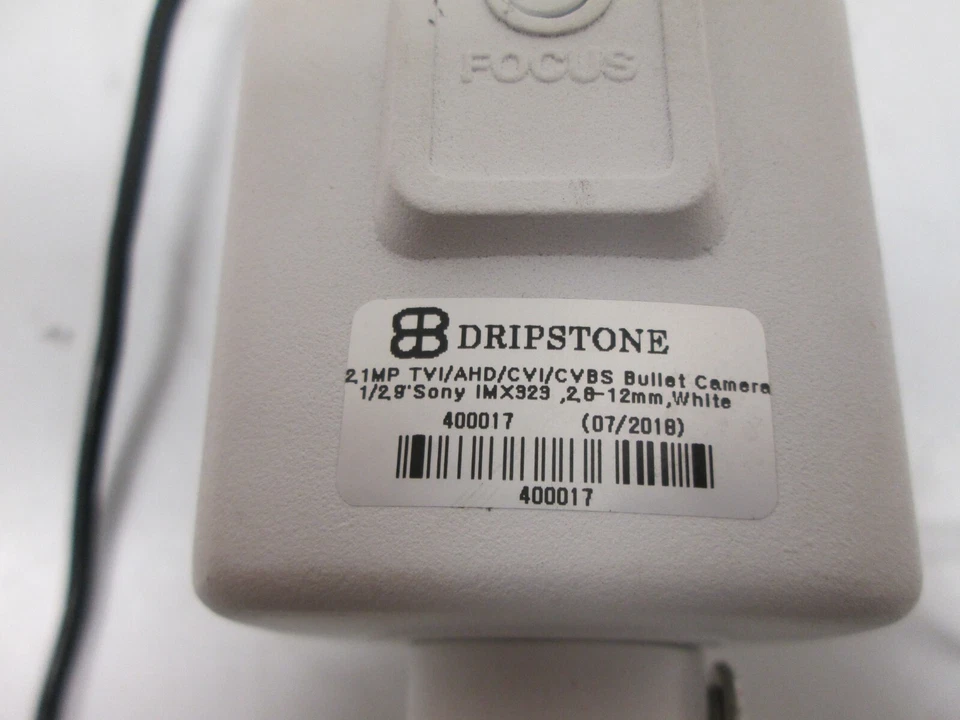 FOCUS
DRIPSTONE
2,1MP TVI/AHD/CVI/CVBS Bullet Camera
1/2,9"Sony IMX323 ,2,8-12mm,White
400017 (07/2018)
400017